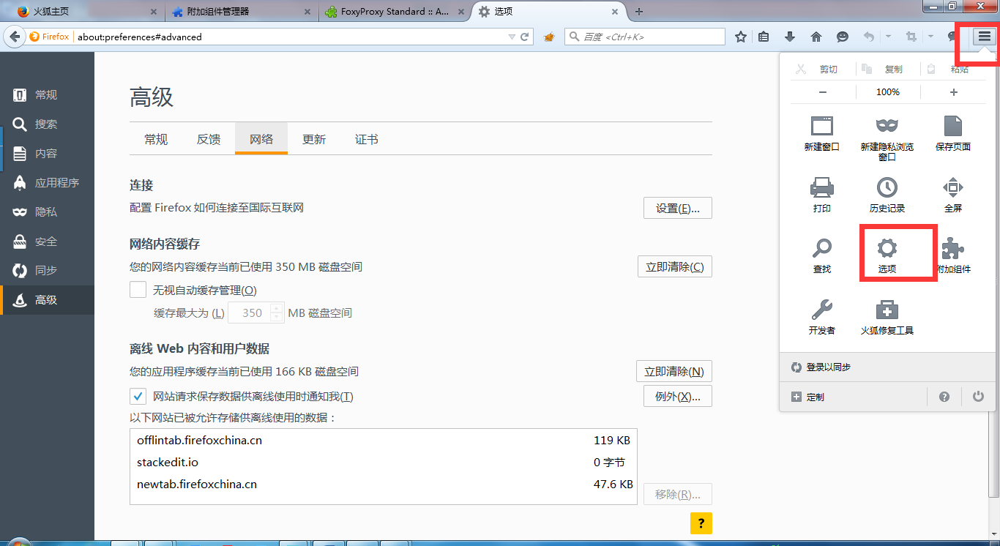 火狐主页
附加组件管理器
FoxyProxy Standard :: A...
选项
Firefox
about:preferences#advanced
百度 <Ctrl+K>
常规
搜索
内容
应用程序
隐私
安全
同步
高级
高级
常规
反馈
网络
更新
证书
连接
配置 Firefox 如何连接至国际互联网
设置(E)...
网络内容缓存
您的网络内容缓存当前已使用 350 MB 磁盘空间
立即清除(C)
无视自动缓存管理(O)
缓存最大为 (L) 350 MB 磁盘空间
离线 Web 内容和用户数据
您的应用程序缓存当前已使用 166 KB 磁盘空间
立即清除(N)
网站请求保存数据供离线使用时通知我(T)
例外(X)...
以下网站已被允许存储供离线使用的数据：
offlintab.firefoxchina.cn 119 KB
stackedit.io 0 字节
newtab.firefoxchina.cn 47.6 KB
移除(R)...
?
剪切
复制
粘贴
− 100% +
新建窗口
新建隐私浏览
窗口
保存页面
打印
历史记录
全屏
查找
选项
附加组件
开发者
火狐修复工具
登录以同步
定制
?